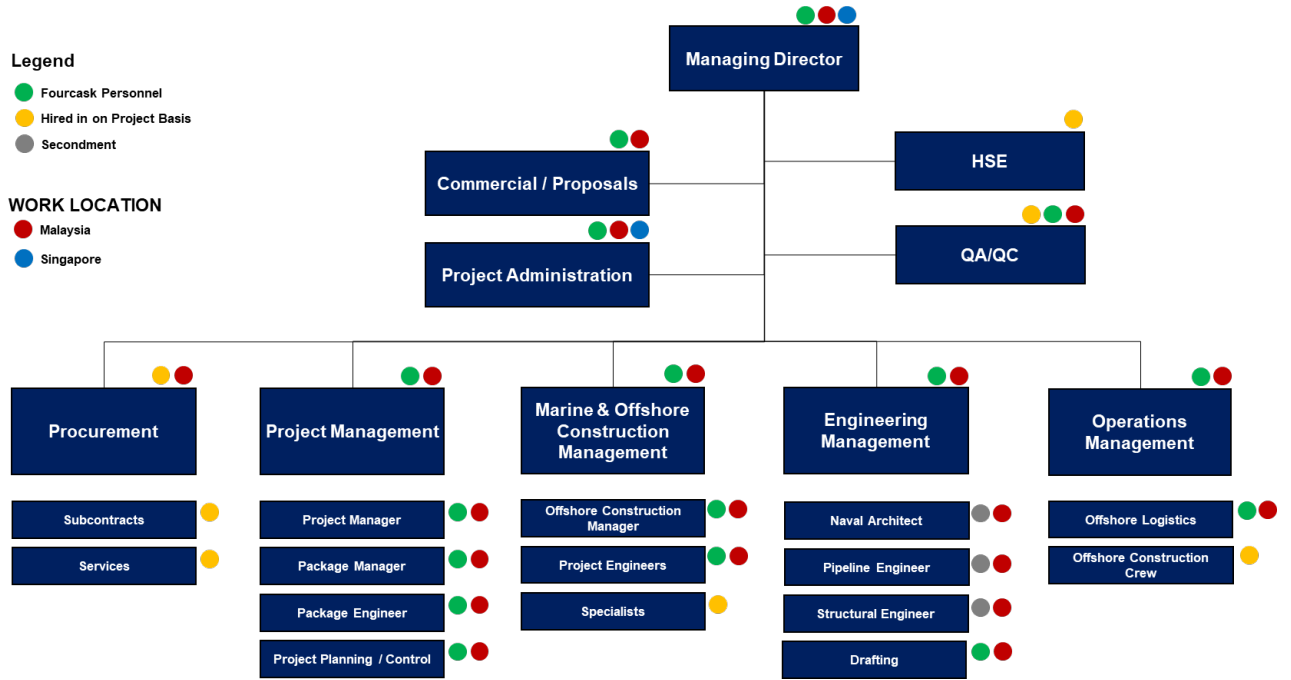 Managing Director
Legend
Fourcask Personnel
Hired in on Project Basis
Secondment
WORK LOCATION
Malaysia
Singapore
Commercial / Proposals
HSE
Project Administration
QA/QC
Procurement
Project Management
Marine & Offshore
Construction
Management
Engineering
Management
Operations
Management
Subcontracts
Services
Project Manager
Package Manager
Package Engineer
Project Planning / Control
Offshore Construction
Manager
Project Engineers
Specialists
Naval Architect
Pipeline Engineer
Structural Engineer
Drafting
Offshore Logistics
Offshore Construction
Crew